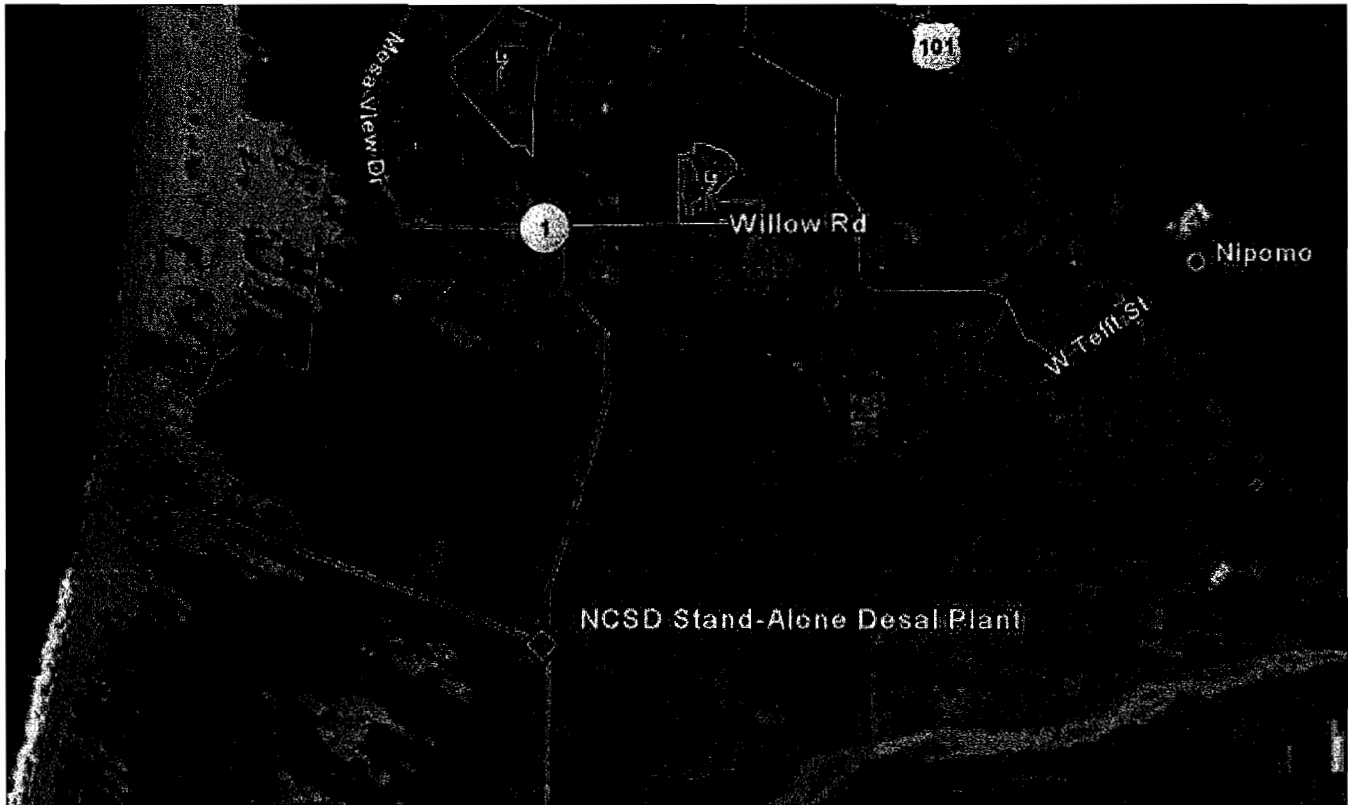 101
Mesa View Dr
1
Willow Rd
Nipomo
W Tefft St
NCSD Stand-Alone Desal Plant